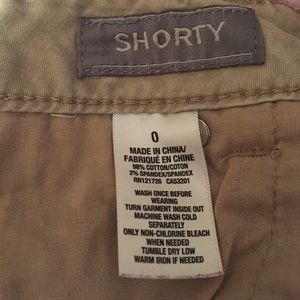 SHORTY
0
MADE IN CHINA/
FABRIQUÉ EN CHINE
98% COTTON/COTON
2% SPANDEX/SPANDEX
RN121726 CA53201
WASH ONCE BEFORE
WEARING
TURN GARMENT INSIDE OUT
MACHINE WASH COLD
SEPARATELY
ONLY NON-CHLORINE BLEACH
WHEN NEEDED
TUMBLE DRY LOW
WARM IRON IF NEEDED